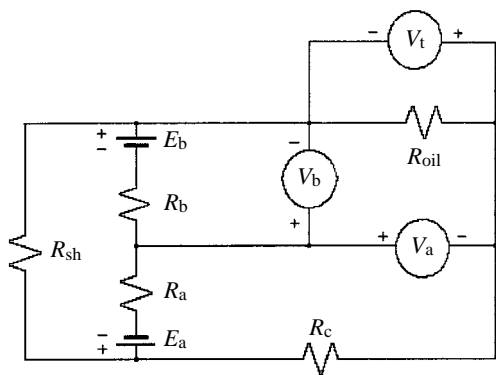 − Vt +
+ − Eb
− Roil
Vb
Rb
+ + Va −
Rsh
Ra
− + Ea
Rc